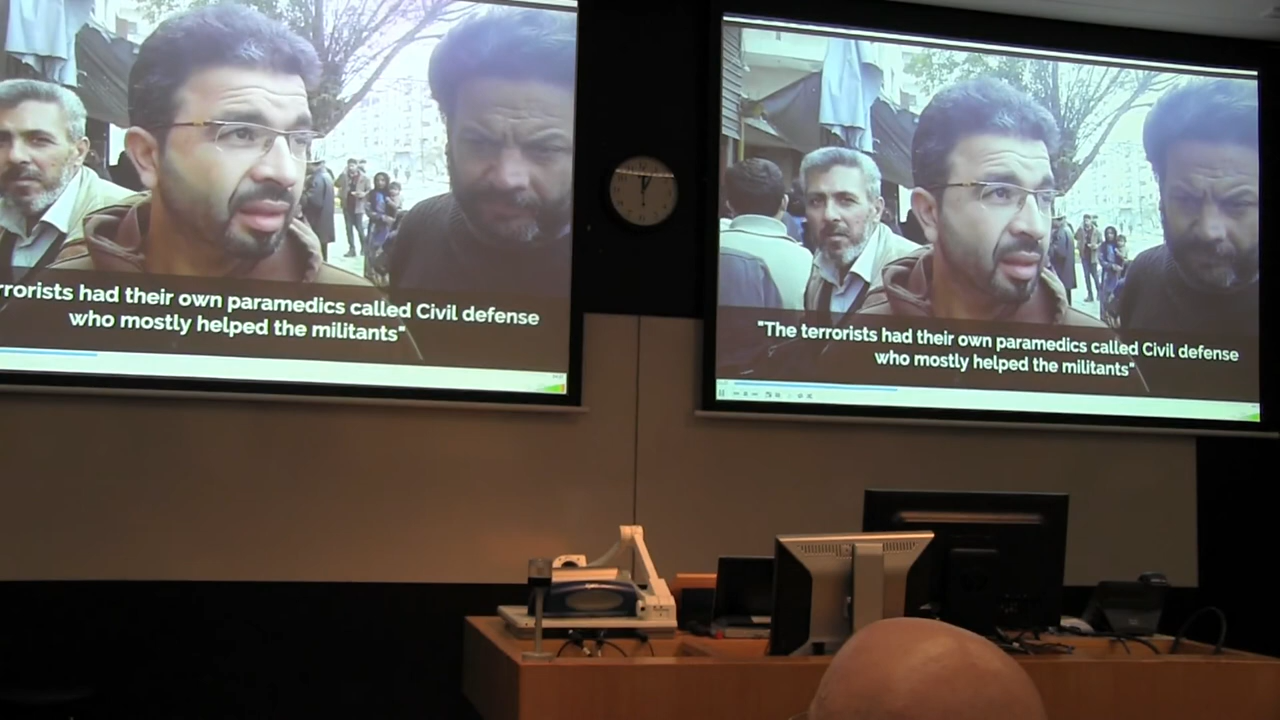 rrorists had their own paramedics called Civil defense
who mostly helped the militants"
"The terrorists had their own paramedics called Civil defense
who mostly helped the militants"